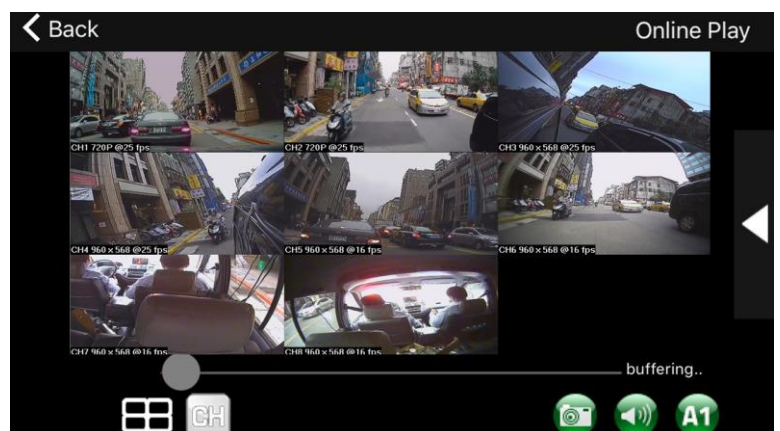 Back
Online Play
CH1 720P @25 fps
CH2 720P @25 fps
CH3 960 x 568 @25 fps
CH4 960 x 568 @25 fps
CH5 960 x 568 @16 fps
CH6 960 x 568 @16 fps
CH7 960 x 568 @16 fps
CH8 960 x 568 @16 fps
buffering..
CH
A1